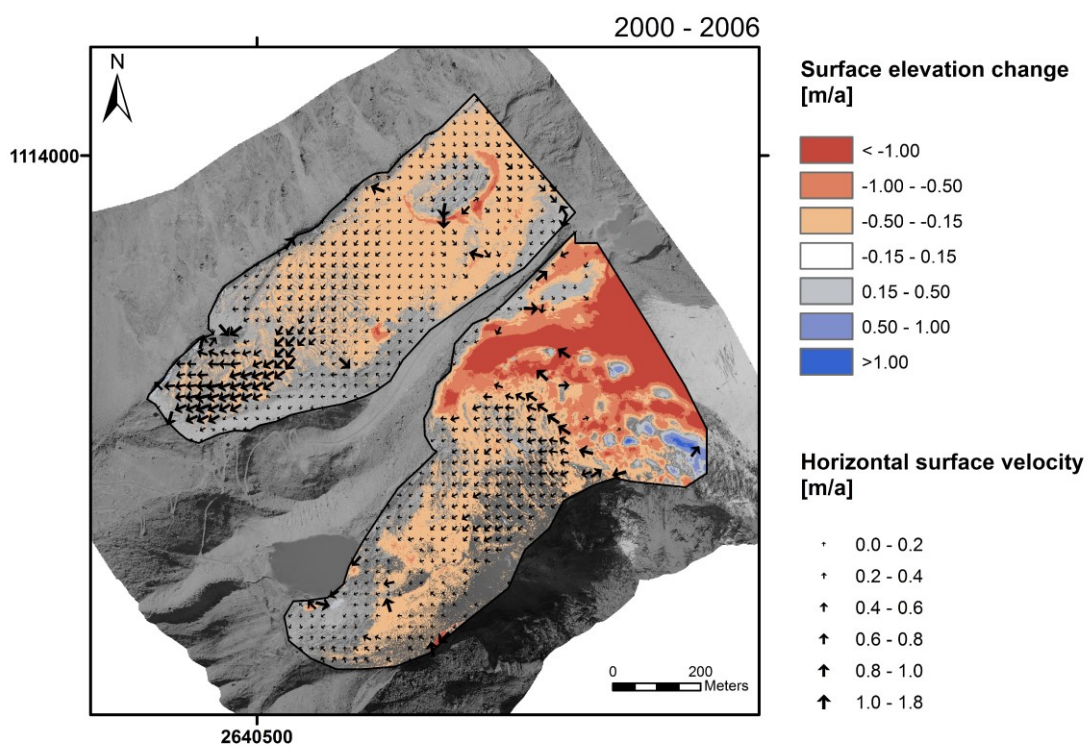 2000 - 2006
N
1114000
2640500
0 200
Meters
Surface elevation change
[m/a]
< -1.00
-1.00 - -0.50
-0.50 - -0.15
-0.15 - 0.15
0.15 - 0.50
0.50 - 1.00
>1.00
Horizontal surface velocity
[m/a]
0.0 - 0.2
0.2 - 0.4
0.4 - 0.6
0.6 - 0.8
0.8 - 1.0
1.0 - 1.8